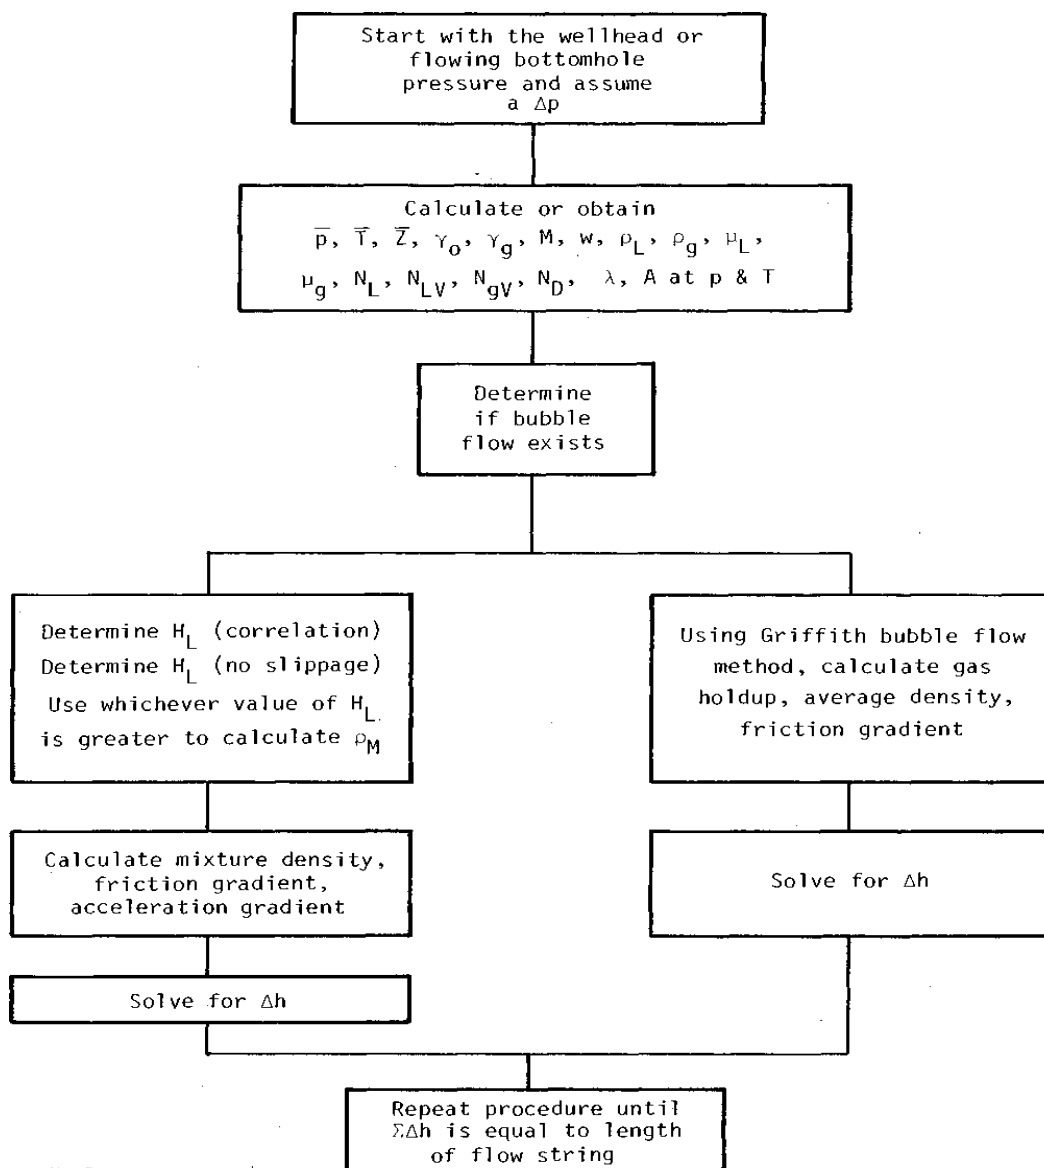 Start with the wellhead or
flowing bottomhole
pressure and assume
a Δp
Calculate or obtain
p̅, T̅, Z̅, γo, γg, M, w, ρL, ρg, μL,
μg, NL, NLV, NgV, ND, λ, A at p & T
Determine
if bubble
flow exists
Determine HL (correlation)
Determine HL (no slippage)
Use whichever value of HL
is greater to calculate ρM
Using Griffith bubble flow
method, calculate gas
holdup, average density,
friction gradient
Calculate mixture density,
friction gradient,
acceleration gradient
Solve for Δh
Solve for Δh
Repeat procedure until
ΣΔh is equal to length
of flow string